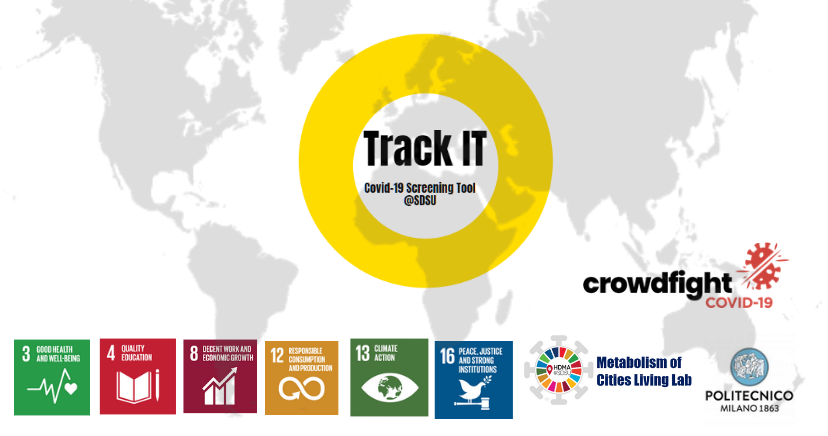 Track IT
Covid-19 Screening Tool
@SDSU
crowdfight
COVID-19
3 GOOD HEALTH
AND WELL-BEING
4 QUALITY
EDUCATION
8 DECENT WORK AND
ECONOMIC GROWTH
12 RESPONSIBLE
CONSUMPTION
AND PRODUCTION
13 CLIMATE
ACTION
16 PEACE, JUSTICE
AND STRONG
INSTITUTIONS
HDMA
Metabolism of
Cities Living Lab
POLITECNICO
MILANO 1863